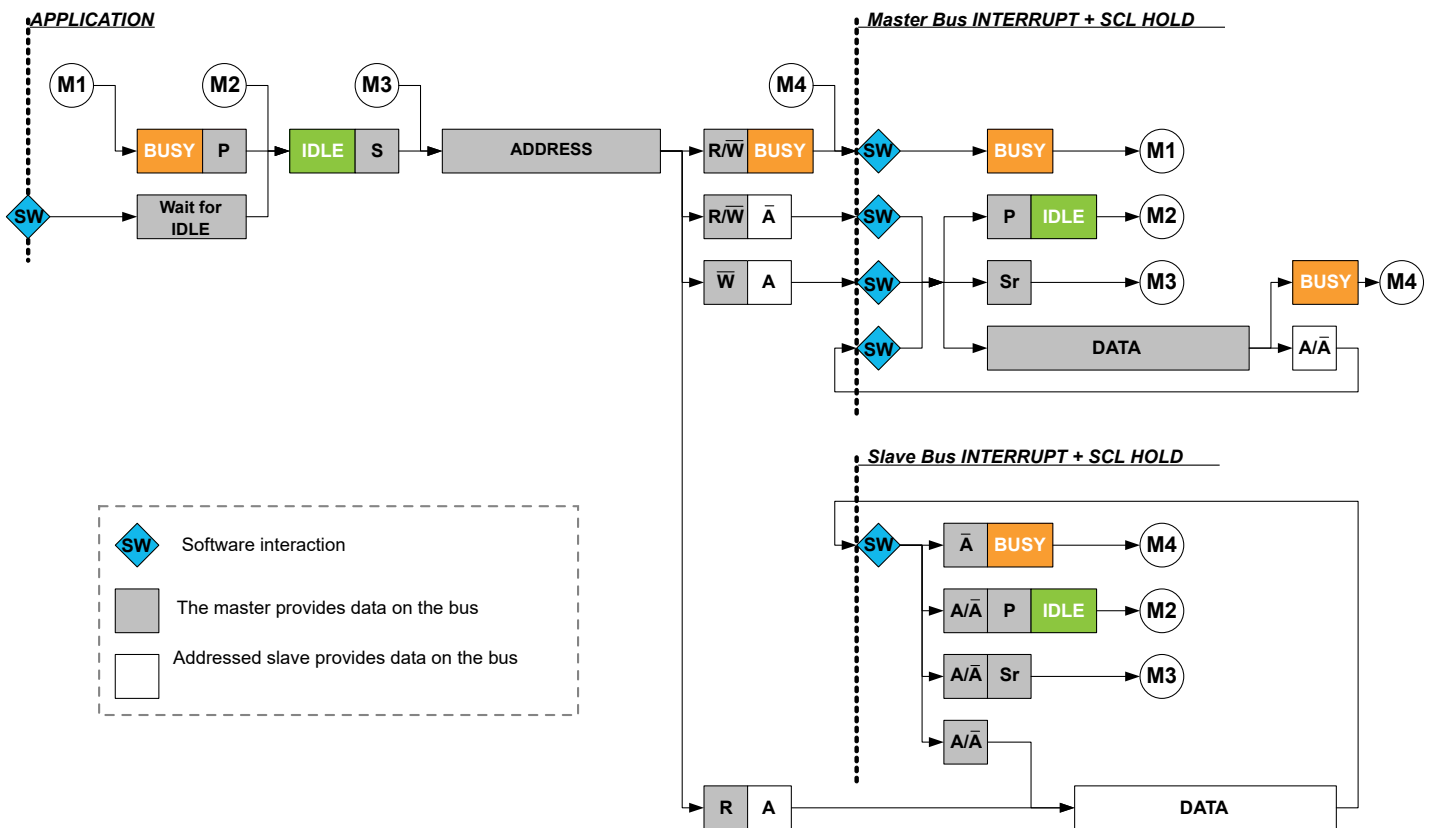 APPLICATION
Master Bus INTERRUPT + SCL HOLD
M1
M2
M3
M4
BUSY P
IDLE S
ADDRESS
R/W̅ BUSY
SW
BUSY
M1
SW
Wait for
IDLE
R/W̅ A̅
SW
P IDLE
M2
W̅ A
SW
Sr
M3
BUSY
M4
SW
DATA
A/A̅
Slave Bus INTERRUPT + SCL HOLD
SW
A̅ BUSY
M4
A/A̅ P IDLE
M2
A/A̅ Sr
M3
A/A̅
R A
DATA
SW Software interaction
The master provides data on the bus
Addressed slave provides data on the bus